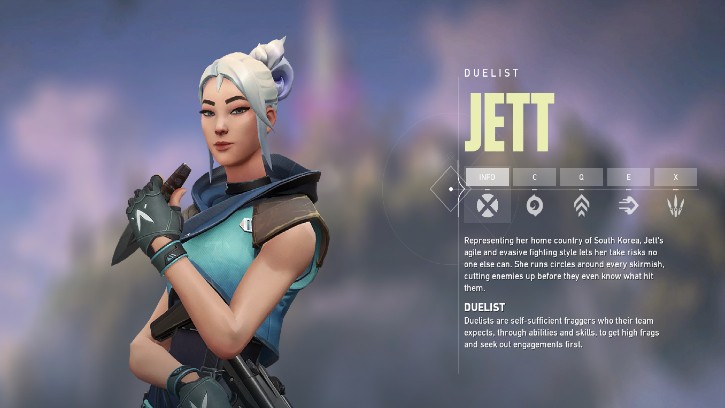 DUELIST
JETT
INFO C Q E X
Representing her home country of South Korea, Jett's
agile and evasive fighting style lets her take risks no
one else can. She runs circles around every skirmish,
cutting enemies up before they even know what hit
them.
DUELIST
Duelists are self-sufficient fraggers who their team
expects, through abilities and skills, to get high frags
and seek out engagements first.